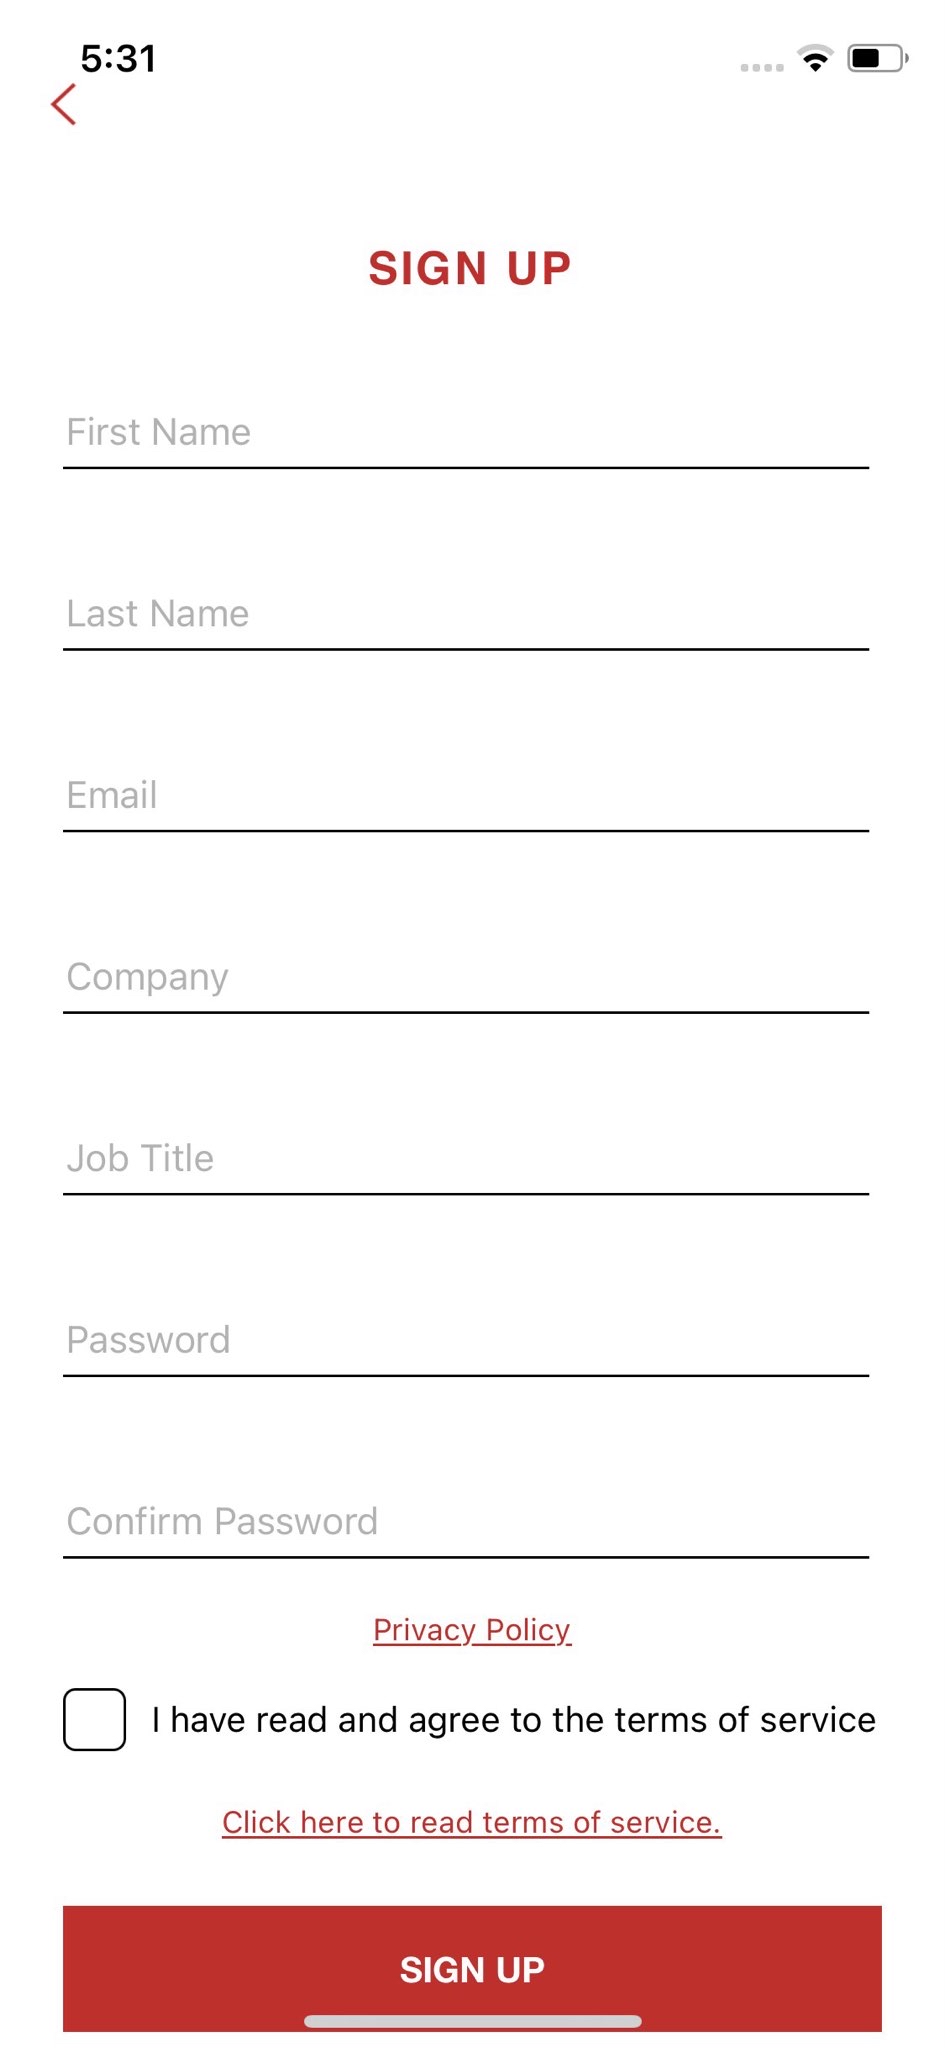 5:31
SIGN UP
First Name
Last Name
Email
Company
Job Title
Password
Confirm Password
Privacy Policy
I have read and agree to the terms of service
Click here to read terms of service.
SIGN UP